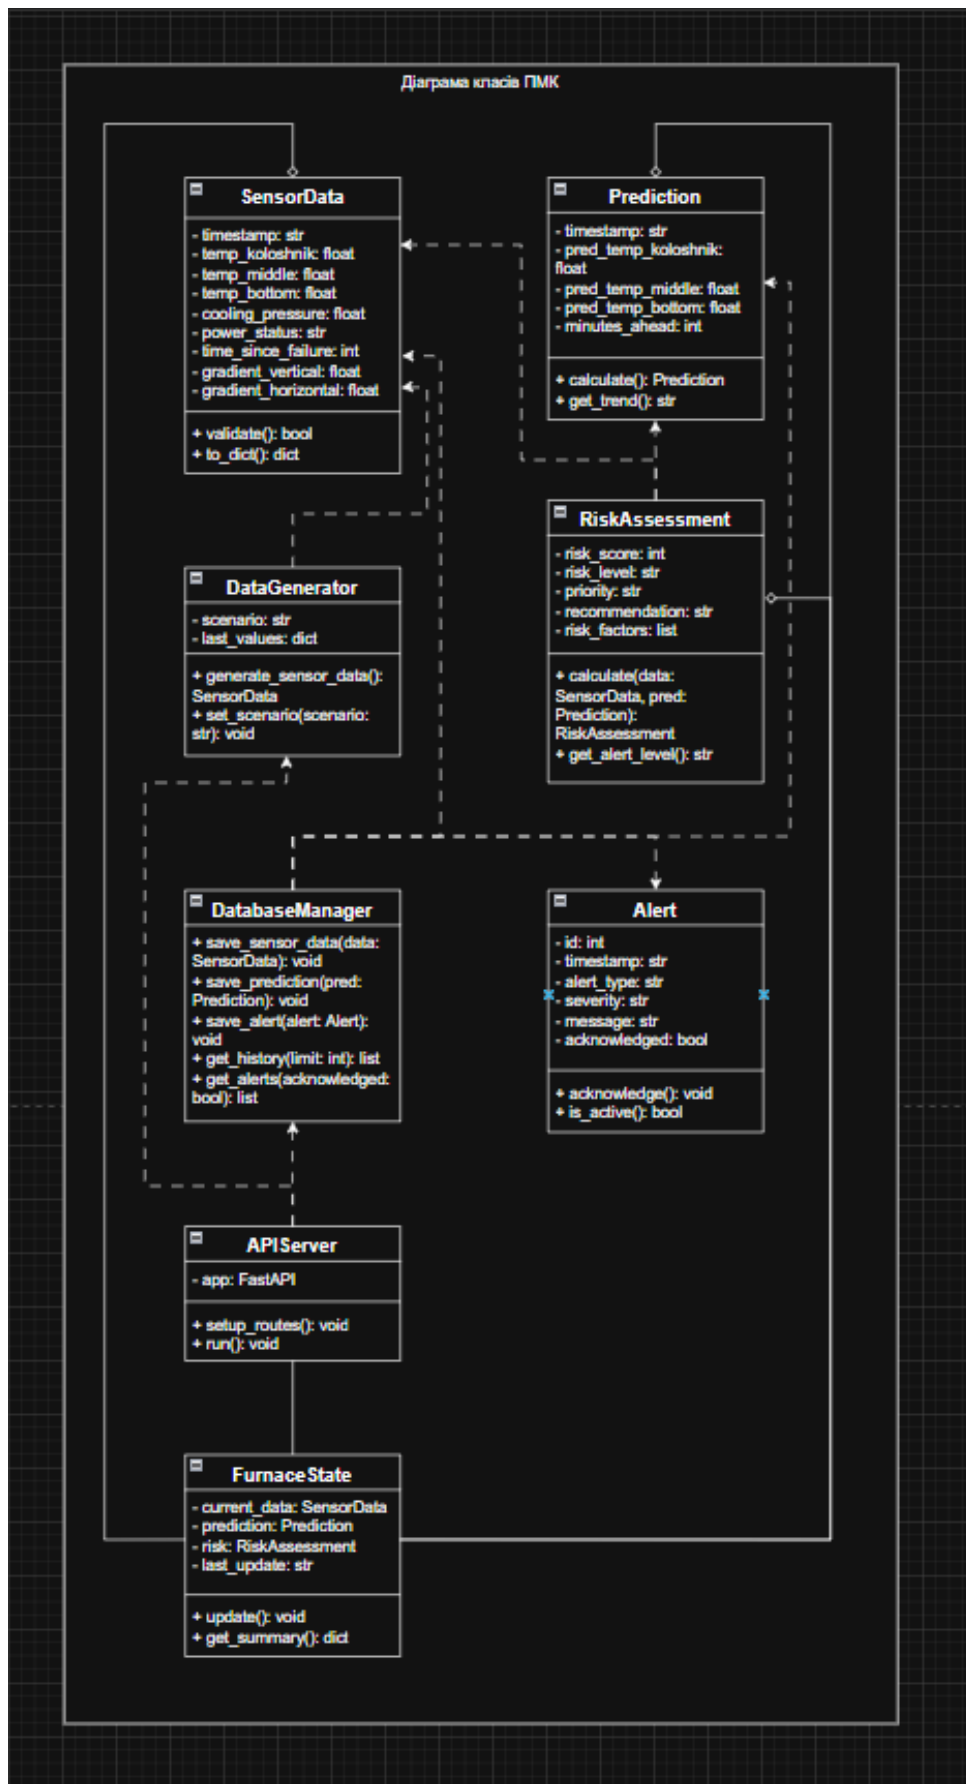 Діаграма класів ПМК
SensorData
- timestamp: str
- temp_koloshnik: float
- temp_middle: float
- temp_bottom: float
- cooling_pressure: float
- power_status: str
- time_since_failure: int
- gradient_vertical: float
- gradient_horizontal: float
+ validate(): bool
+ to_dict(): dict
Prediction
- timestamp: str
- pred_temp_koloshnik:
float
- pred_temp_middle: float
- pred_temp_bottom: float
- minutes_ahead: int
+ calculate(): Prediction
+ get_trend(): str
RiskAssessment
- risk_score: int
- risk_level: str
- priority: str
- recommendation: str
- risk_factors: list
+ calculate(data:
SensorData, pred:
Prediction):
RiskAssessment
+ get_alert_level(): str
DataGenerator
- scenario: str
- last_values: dict
+ generate_sensor_data():
SensorData
+ set_scenario(scenario:
str): void
DatabaseManager
+ save_sensor_data(data:
SensorData): void
+ save_prediction(pred:
Prediction): void
+ save_alert(alert: Alert):
void
+ get_history(limit: int): list
+ get_alerts(acknowledged:
bool): list
Alert
- id: int
- timestamp: str
- alert_type: str
- severity: str
- message: str
- acknowledged: bool
+ acknowledge(): void
+ is_active(): bool
APIServer
- app: FastAPI
+ setup_routes(): void
+ run(): void
FurnaceState
- current_data: SensorData
- prediction: Prediction
- risk: RiskAssessment
- last_update: str
+ update(): void
+ get_summary(): dict